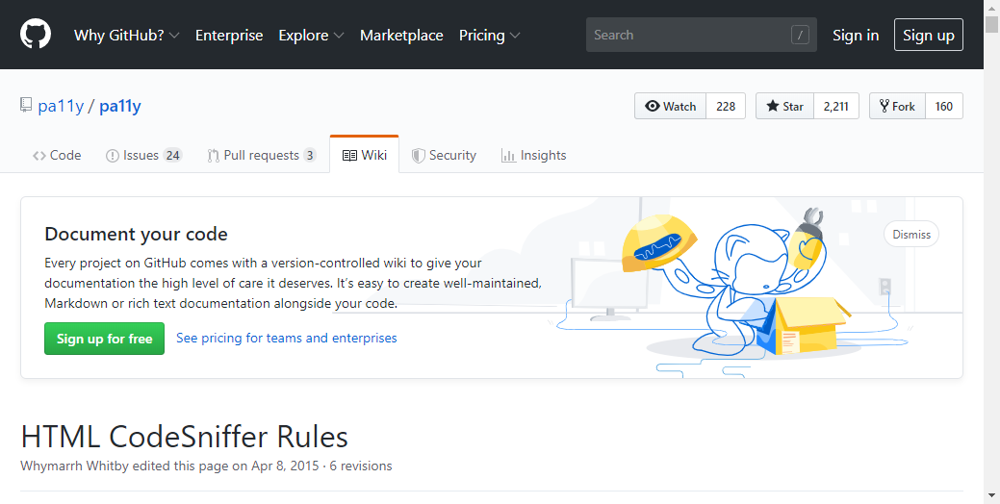 Why GitHub? Enterprise Explore Marketplace Pricing Search / Sign in Sign up
pa11y / pa11y Watch 228 Star 2,211 Fork 160
Code Issues 24 Pull requests 3 Wiki Security Insights
Document your code
Dismiss
Every project on GitHub comes with a version-controlled wiki to give your
documentation the high level of care it deserves. It’s easy to create well-maintained,
Markdown or rich text documentation alongside your code.
Sign up for free See pricing for teams and enterprises
HTML CodeSniffer Rules
Whymarrh Whitby edited this page on Apr 8, 2015 · 6 revisions